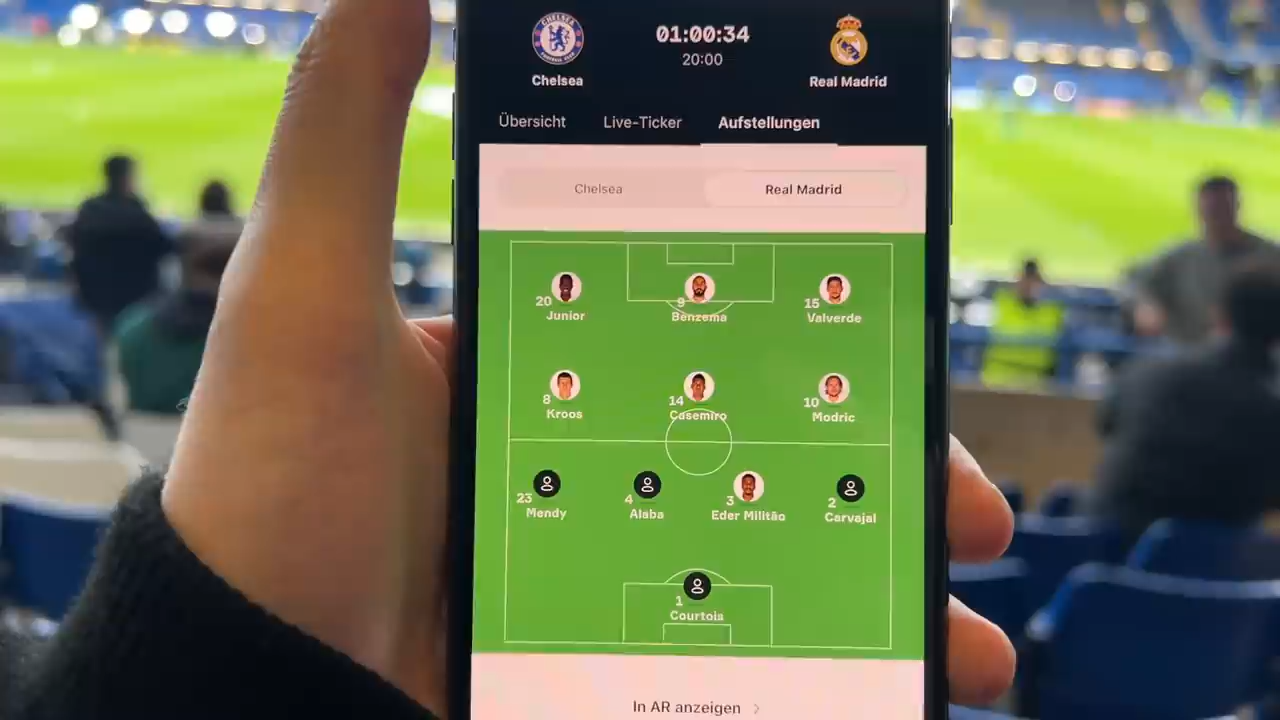 01:00:34
20:00
Chelsea
Real Madrid
Übersicht Live-Ticker Aufstellungen
Chelsea Real Madrid
20 Junior
9 Benzema
15 Valverde
8 Kroos
14 Casemiro
10 Modric
23 Mendy
4 Alaba
3 Eder Militão
2 Carvajal
1 Courtois
In AR anzeigen